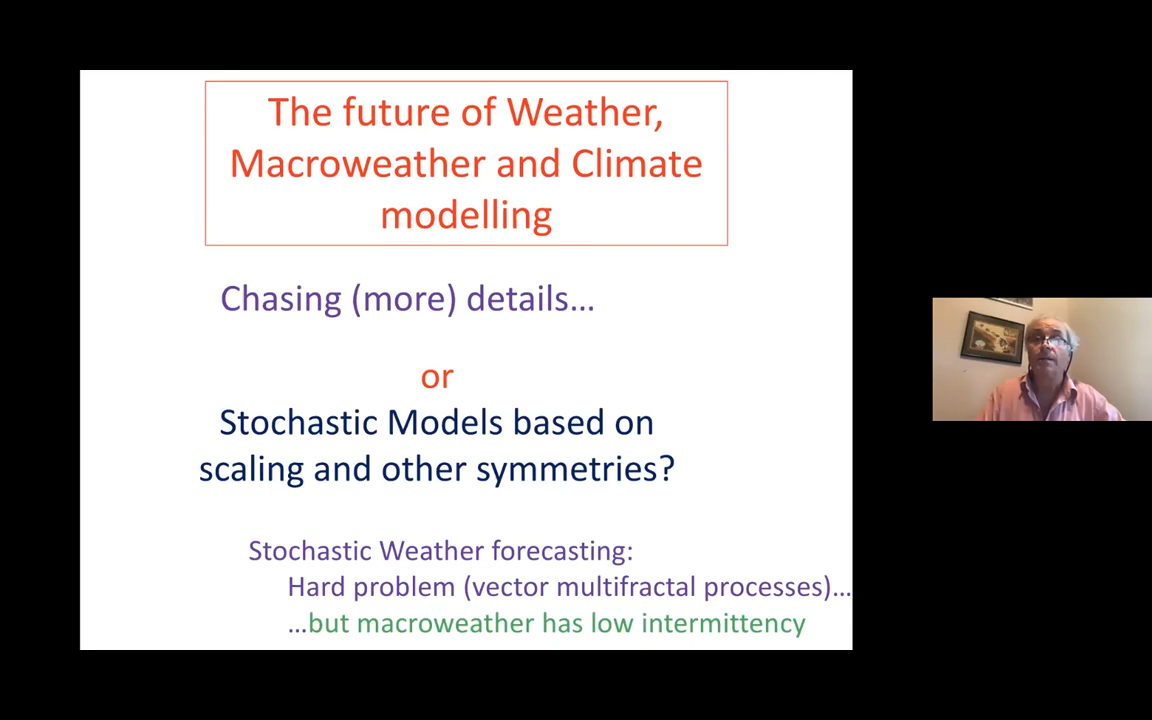 The future of Weather,
Macroweather and Climate
modelling
Chasing (more) details...
or
Stochastic Models based on
scaling and other symmetries?
Stochastic Weather forecasting:
Hard problem (vector multifractal processes)...
...but macroweather has low intermittency